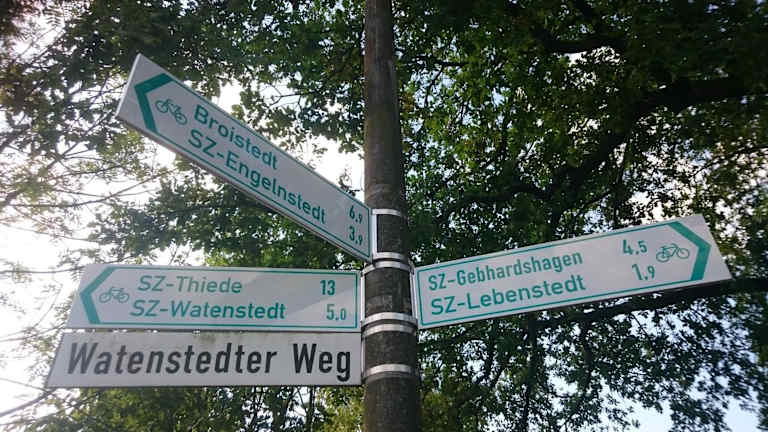 Broistedt 6,9
SZ-Engelnstedt 3,9
SZ-Thiede 13
SZ-Watenstedt 5,0
Watenstedter Weg
SZ-Gebhardshagen 4,5
SZ-Lebenstedt 1,9